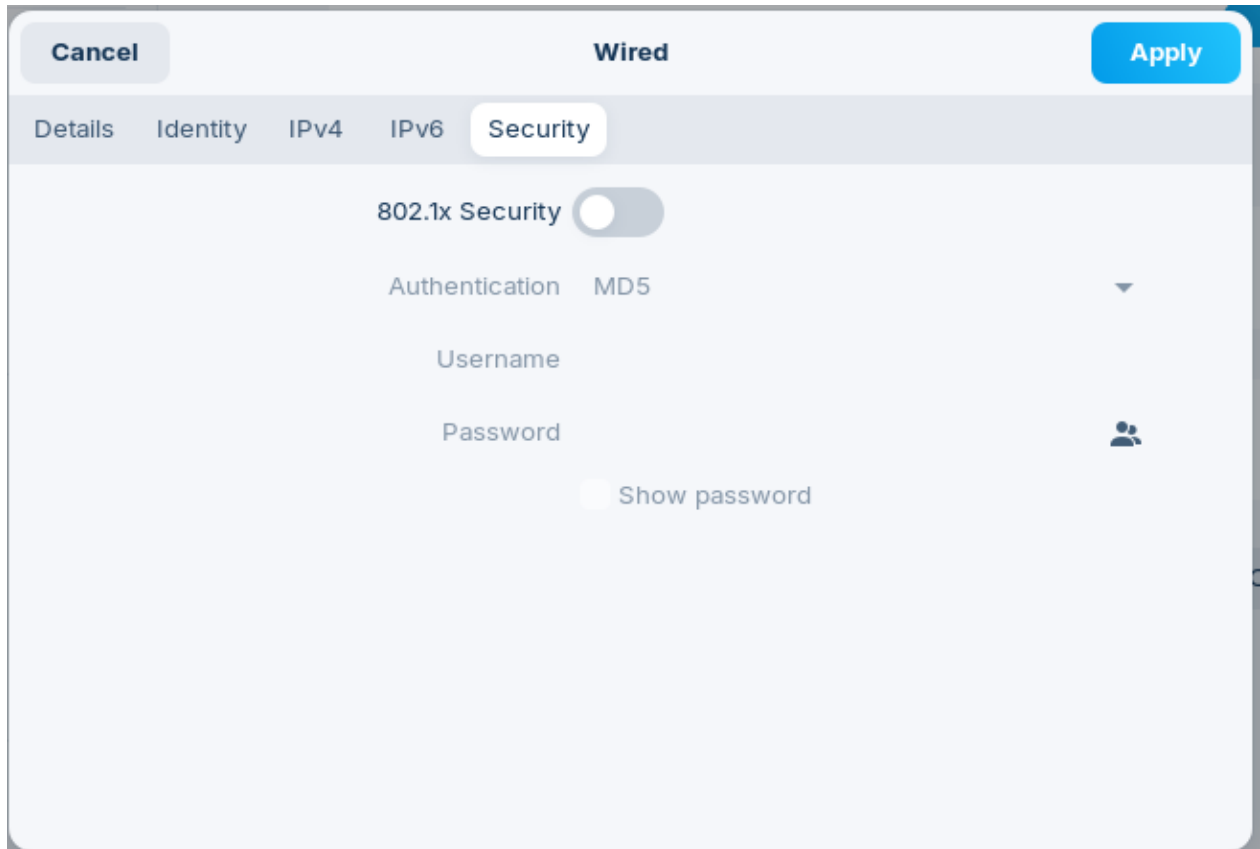 Cancel Wired Apply
Details Identity IPv4 IPv6 Security
802.1x Security
Authentication MD5
Username
Password
Show password